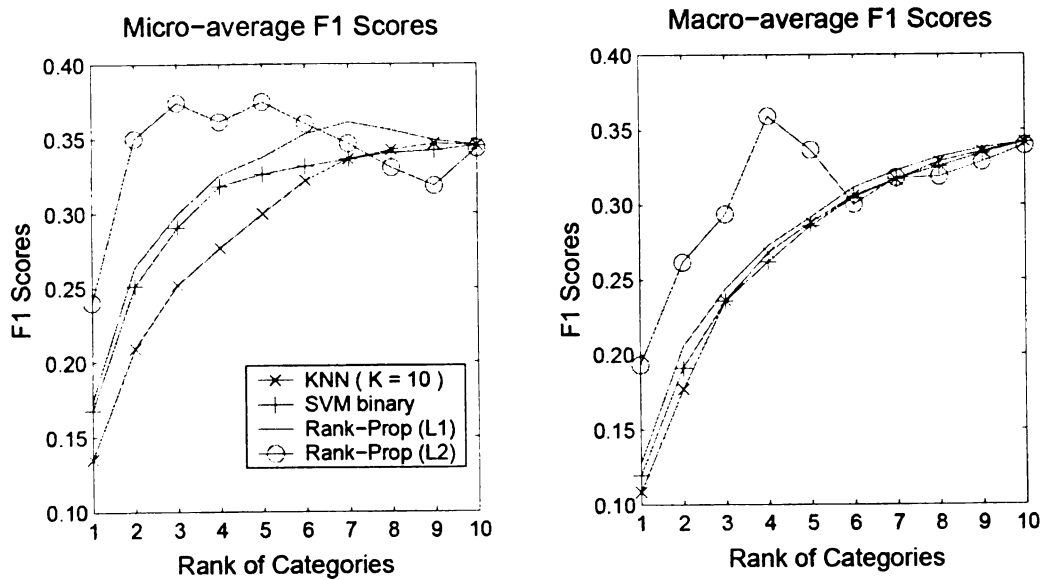 Micro-average F1 Scores
0.40
0.35
0.30
0.25
0.20
0.15
0.10
F1 Scores
1 2 3 4 5 6 7 8 9 10
Rank of Categories
KNN ( K = 10 )
SVM binary
Rank-Prop (L1)
Rank-Prop (L2)
Macro-average F1 Scores
0.40
0.35
0.30
0.25
0.20
0.15
0.10
F1 Scores
1 2 3 4 5 6 7 8 9 10
Rank of Categories